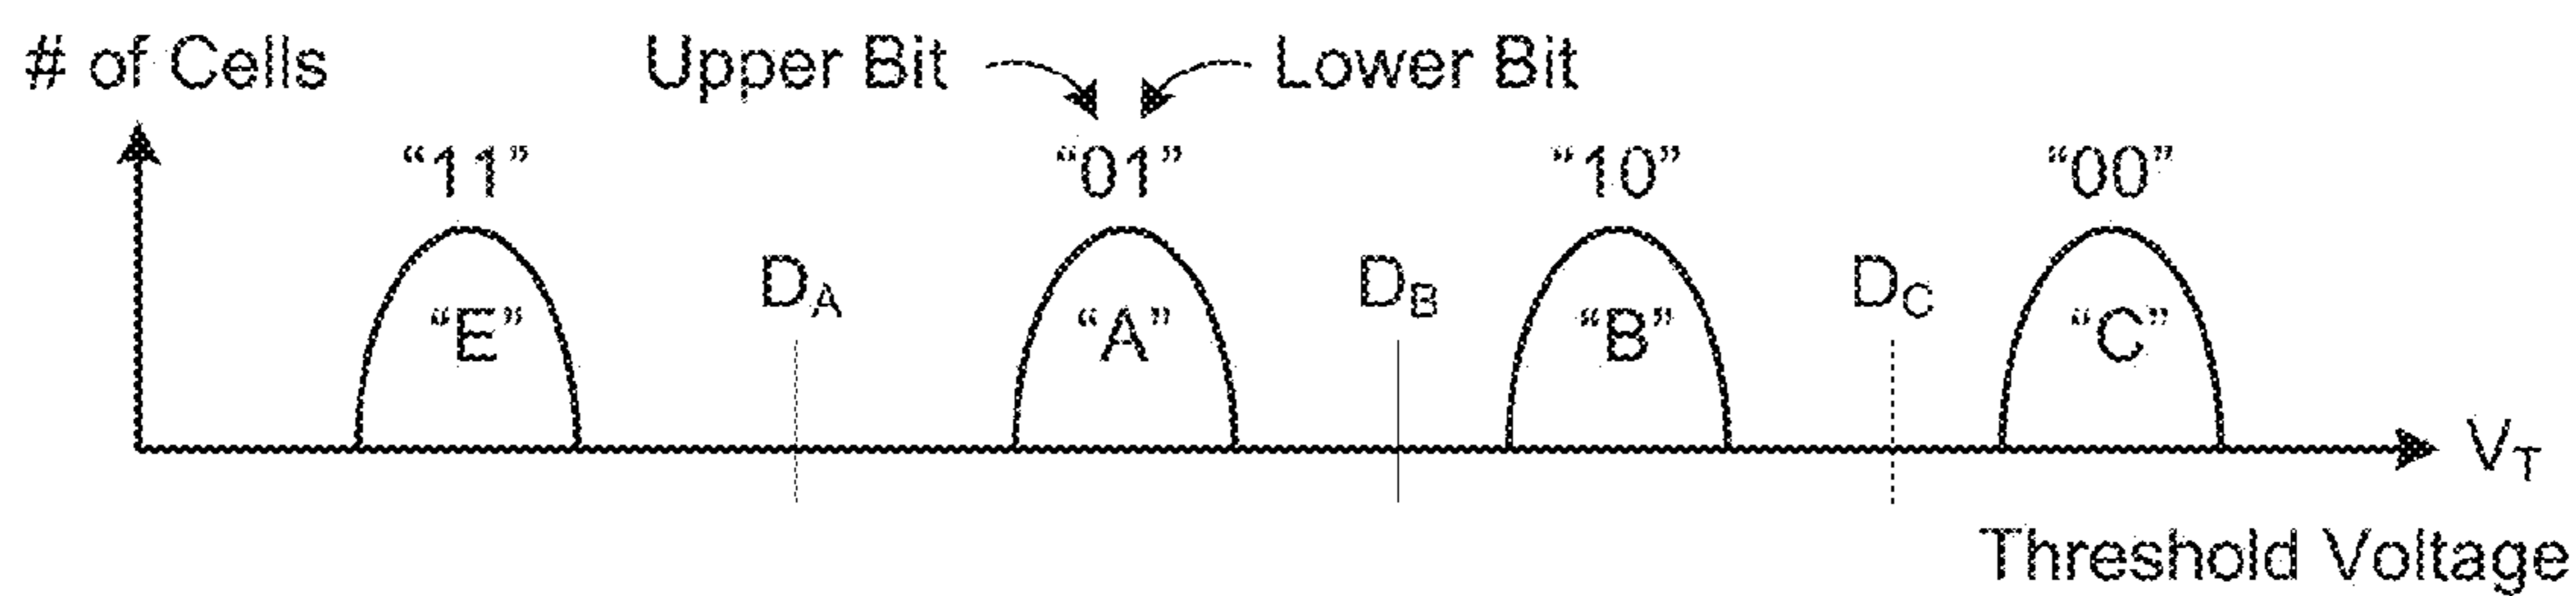 # of Cells Upper Bit Lower Bit
“11” “01” “10” “00”
DA DB DC
“E” “A” “B” “C”
VT
Threshold Voltage